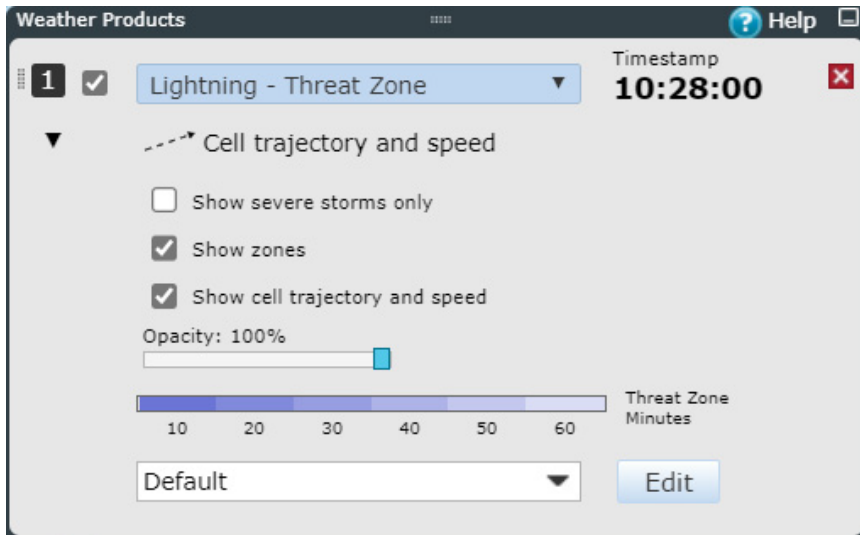 Weather Products
Help
1
Lightning - Threat Zone
Timestamp
10:28:00
Cell trajectory and speed
Show severe storms only
Show zones
Show cell trajectory and speed
Opacity: 100%
Threat Zone
Minutes
10 20 30 40 50 60
Default
Edit